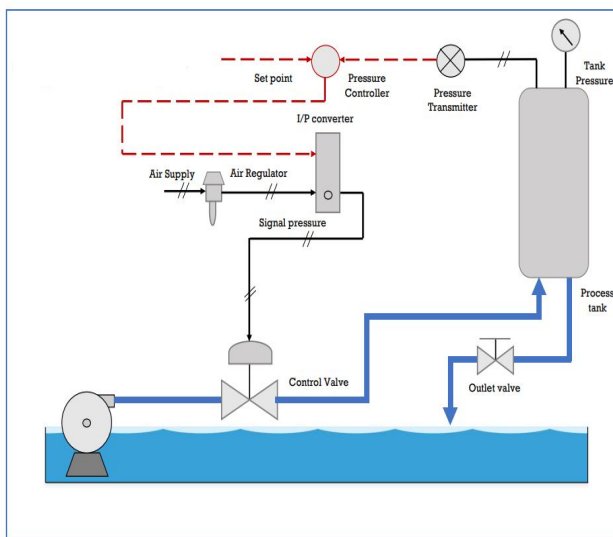 Set point
Pressure
Controller
Pressure
Transmitter
Tank
Pressure
I/P converter
Air Supply
Air Regulator
Signal pressure
Process
tank
Control Valve
Outlet valve